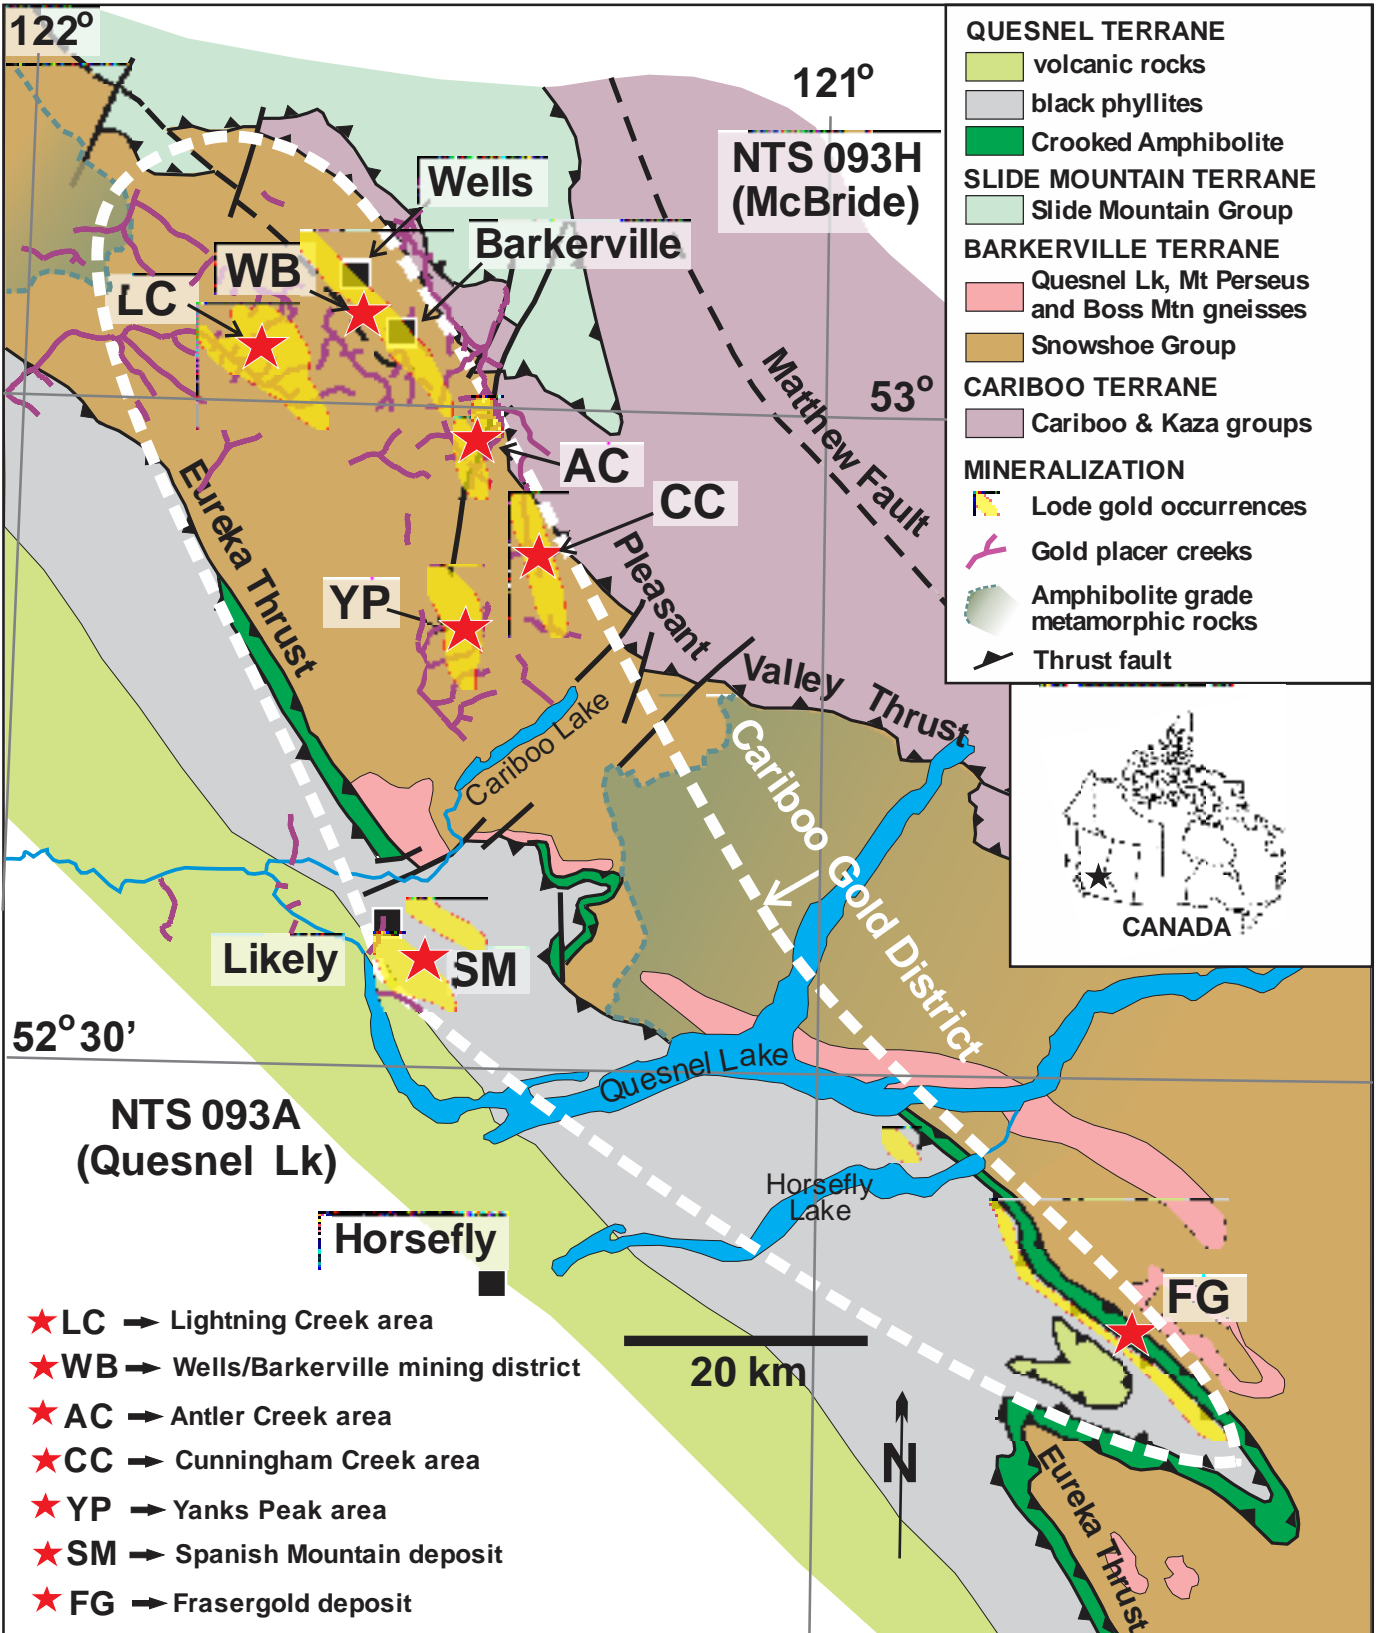 122°
121°
NTS 093H
(McBride)
Wells
Barkerville
WB
LC
53°
Matthew Fault
AC
CC
Eureka Thrust
Pleasant
Valley
Thrust
YP
Cariboo Lake
Cariboo Gold District
Likely
SM
52°30’
Quesnel Lake
NTS 093A
(Quesnel Lk)
Horsefly
Lake
Horsefly
FG
20 km
N
Eureka Thrust
LC Lightning Creek area
WB Wells/Barkerville mining district
AC Antler Creek area
CC Cunningham Creek area
YP Yanks Peak area
SM Spanish Mountain deposit
FG Frasergold deposit
QUESNEL TERRANE
volcanic rocks
black phyllites
Crooked Amphibolite
SLIDE MOUNTAIN TERRANE
Slide Mountain Group
BARKERVILLE TERRANE
Quesnel Lk, Mt Perseus
and Boss Mtn gneisses
Snowshoe Group
CARIBOO TERRANE
Cariboo & Kaza groups
MINERALIZATION
Lode gold occurrences
Gold placer creeks
Amphibolite grade
metamorphic rocks
Thrust fault
CANADA